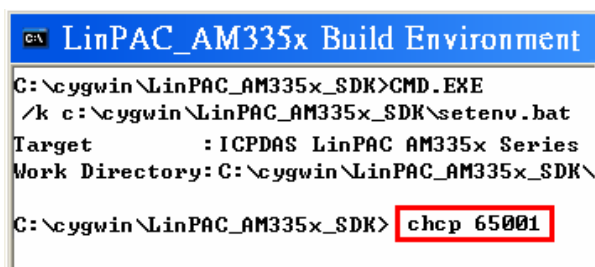 LinPAC_AM335x Build Environment
C:\cygwin\LinPAC_AM335x_SDK>CMD.EXE
/k c:\cygwin\LinPAC_AM335x_SDK\setenv.bat
Target :ICPDAS LinPAC AM335x Series
Work Directory:C:\cygwin\LinPAC_AM335x_SDK\
C:\cygwin\LinPAC_AM335x_SDK> chcp 65001